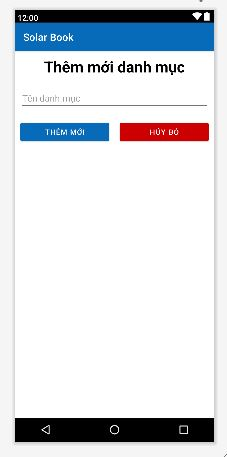 12:00
Solar Book
Thêm mới danh mục
Tên danh mục
THÊM MỚI
HỦY BỎ